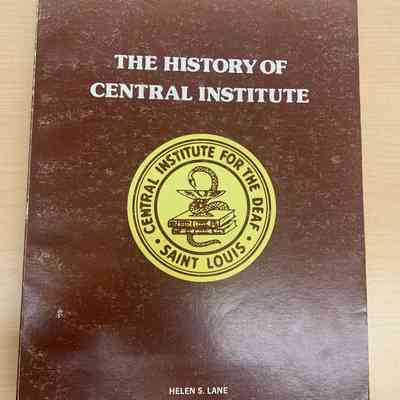 THE HISTORY OF
CENTRAL INSTITUTE
CENTRAL INSTITUTE FOR THE DEAF
• SAINT LOUIS •
HELEN S. LANE